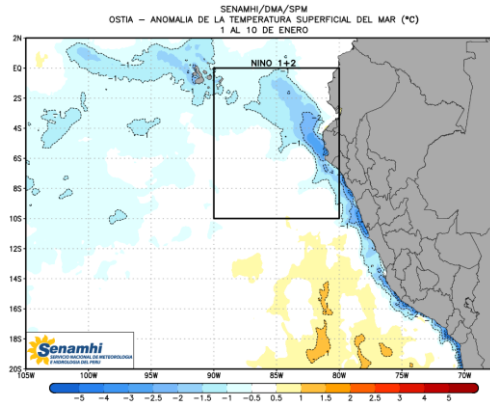 SENAMHI/DMA/SPM
OSTIA – ANOMALIA DE LA TEMPERATURA SUPERFICIAL DEL MAR (°C)
1 AL 10 DE ENERO
2N
EQ
2S
4S
6S
8S
10S
12S
14S
16S
18S
20S
NINO 1+2
Senamhi
SERVICIO NACIONAL DE METEOROLOGIA
E HIDROLOGIA DEL PERU
105W 100W 95W 90W 85W 80W 75W 70W
-5 -4 -3 -2.5 -2 -1.5 -1 -0.5 0.5 1 1.5 2 2.5 3 4 5